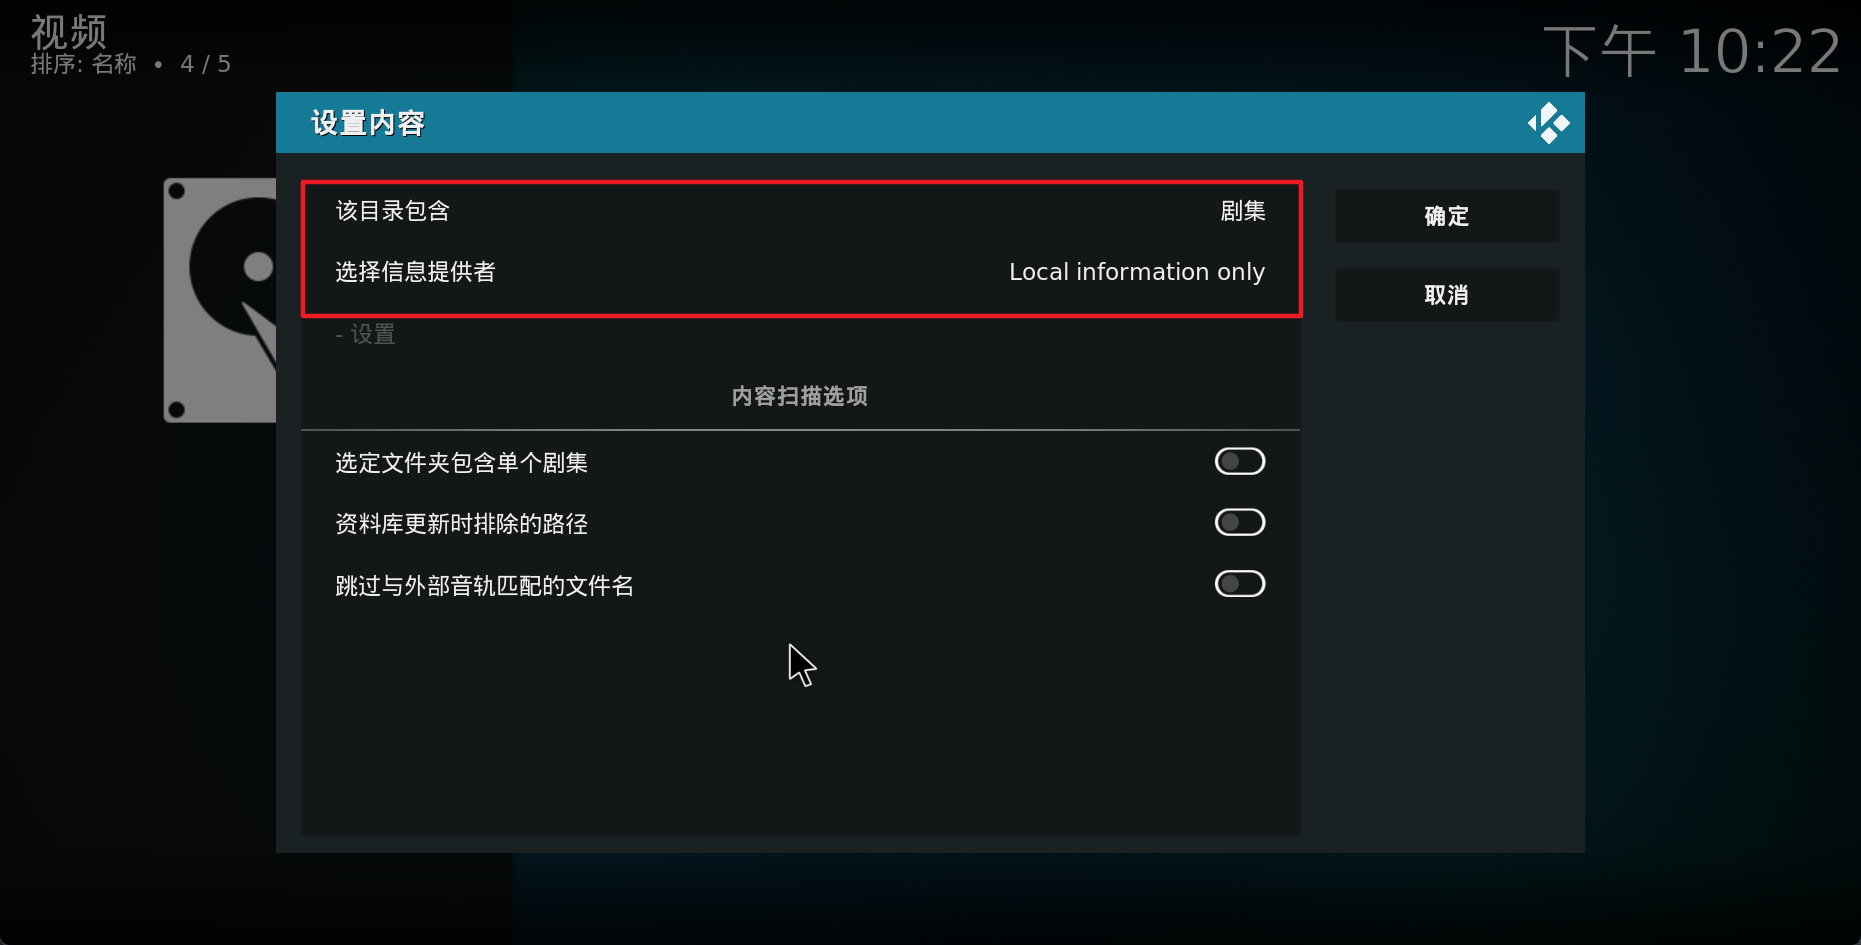 视频
排序: 名称 • 4 / 5
下午 10:22
设置内容
该目录包含 剧集
选择信息提供者 Local information only
- 设置
内容扫描选项
选定文件夹包含单个剧集
资料库更新时排除的路径
跳过与外部音轨匹配的文件名
确定
取消